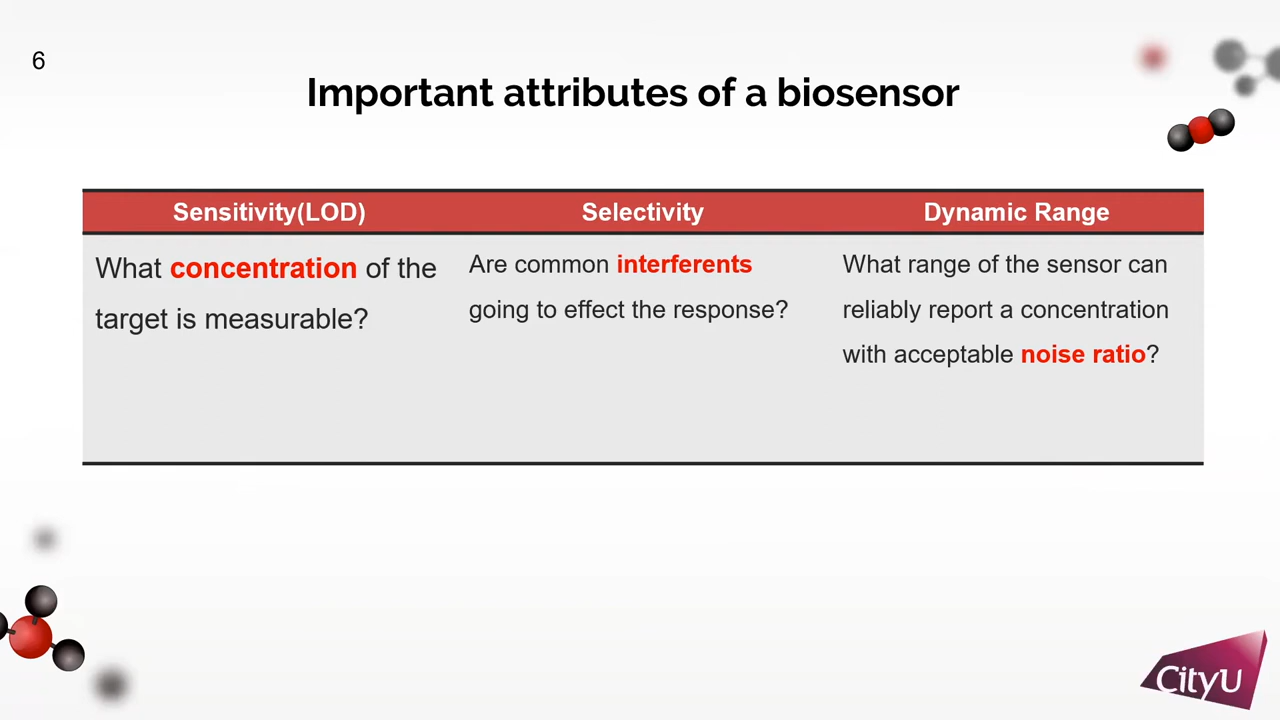 6
Important attributes of a biosensor
Sensitivity(LOD)
Selectivity
Dynamic Range
What concentration of the
target is measurable?
Are common interferents
going to effect the response?
What range of the sensor can
reliably report a concentration
with acceptable noise ratio?
CityU